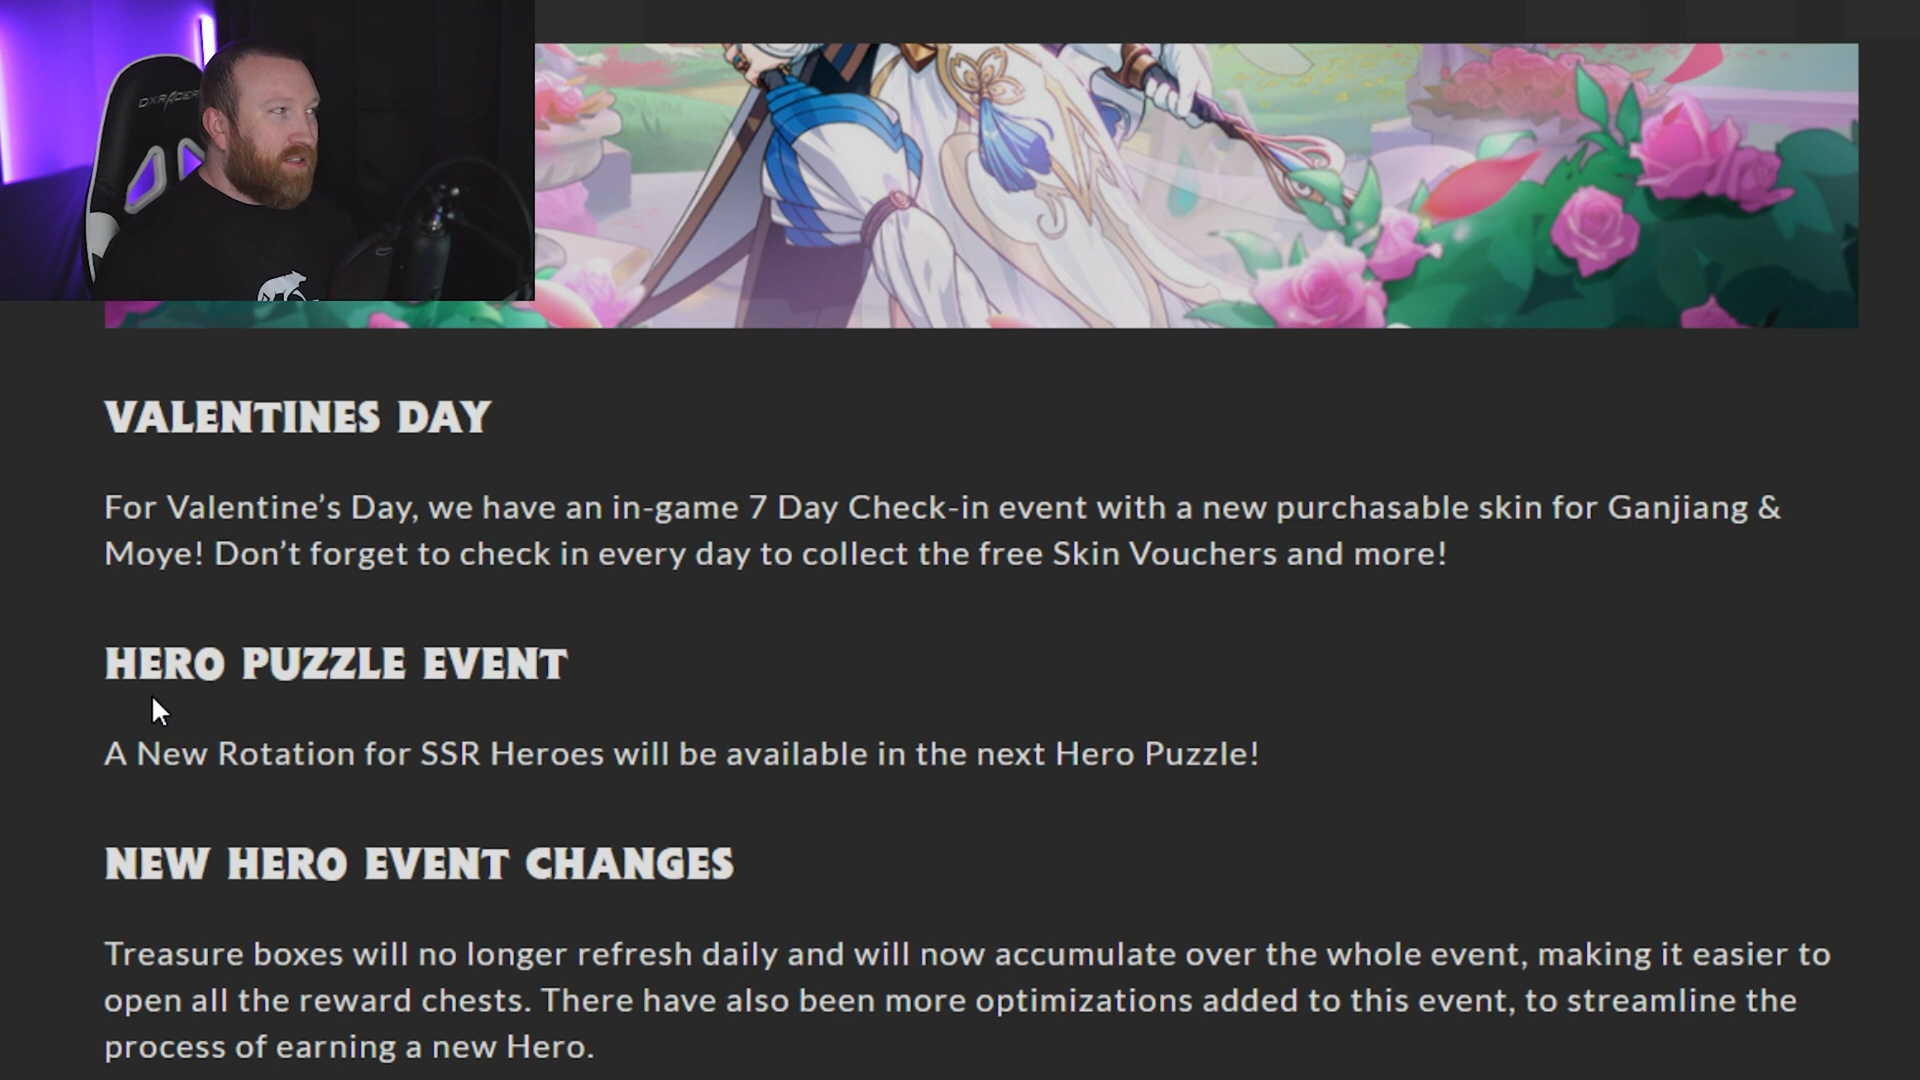 DXRACER
VALENTINES DAY
For Valentine’s Day, we have an in-game 7 Day Check-in event with a new purchasable skin for Ganjiang &
Moye! Don’t forget to check in every day to collect the free Skin Vouchers and more!
HERO PUZZLE EVENT
A New Rotation for SSR Heroes will be available in the next Hero Puzzle!
NEW HERO EVENT CHANGES
Treasure boxes will no longer refresh daily and will now accumulate over the whole event, making it easier to
open all the reward chests. There have also been more optimizations added to this event, to streamline the
process of earning a new Hero.